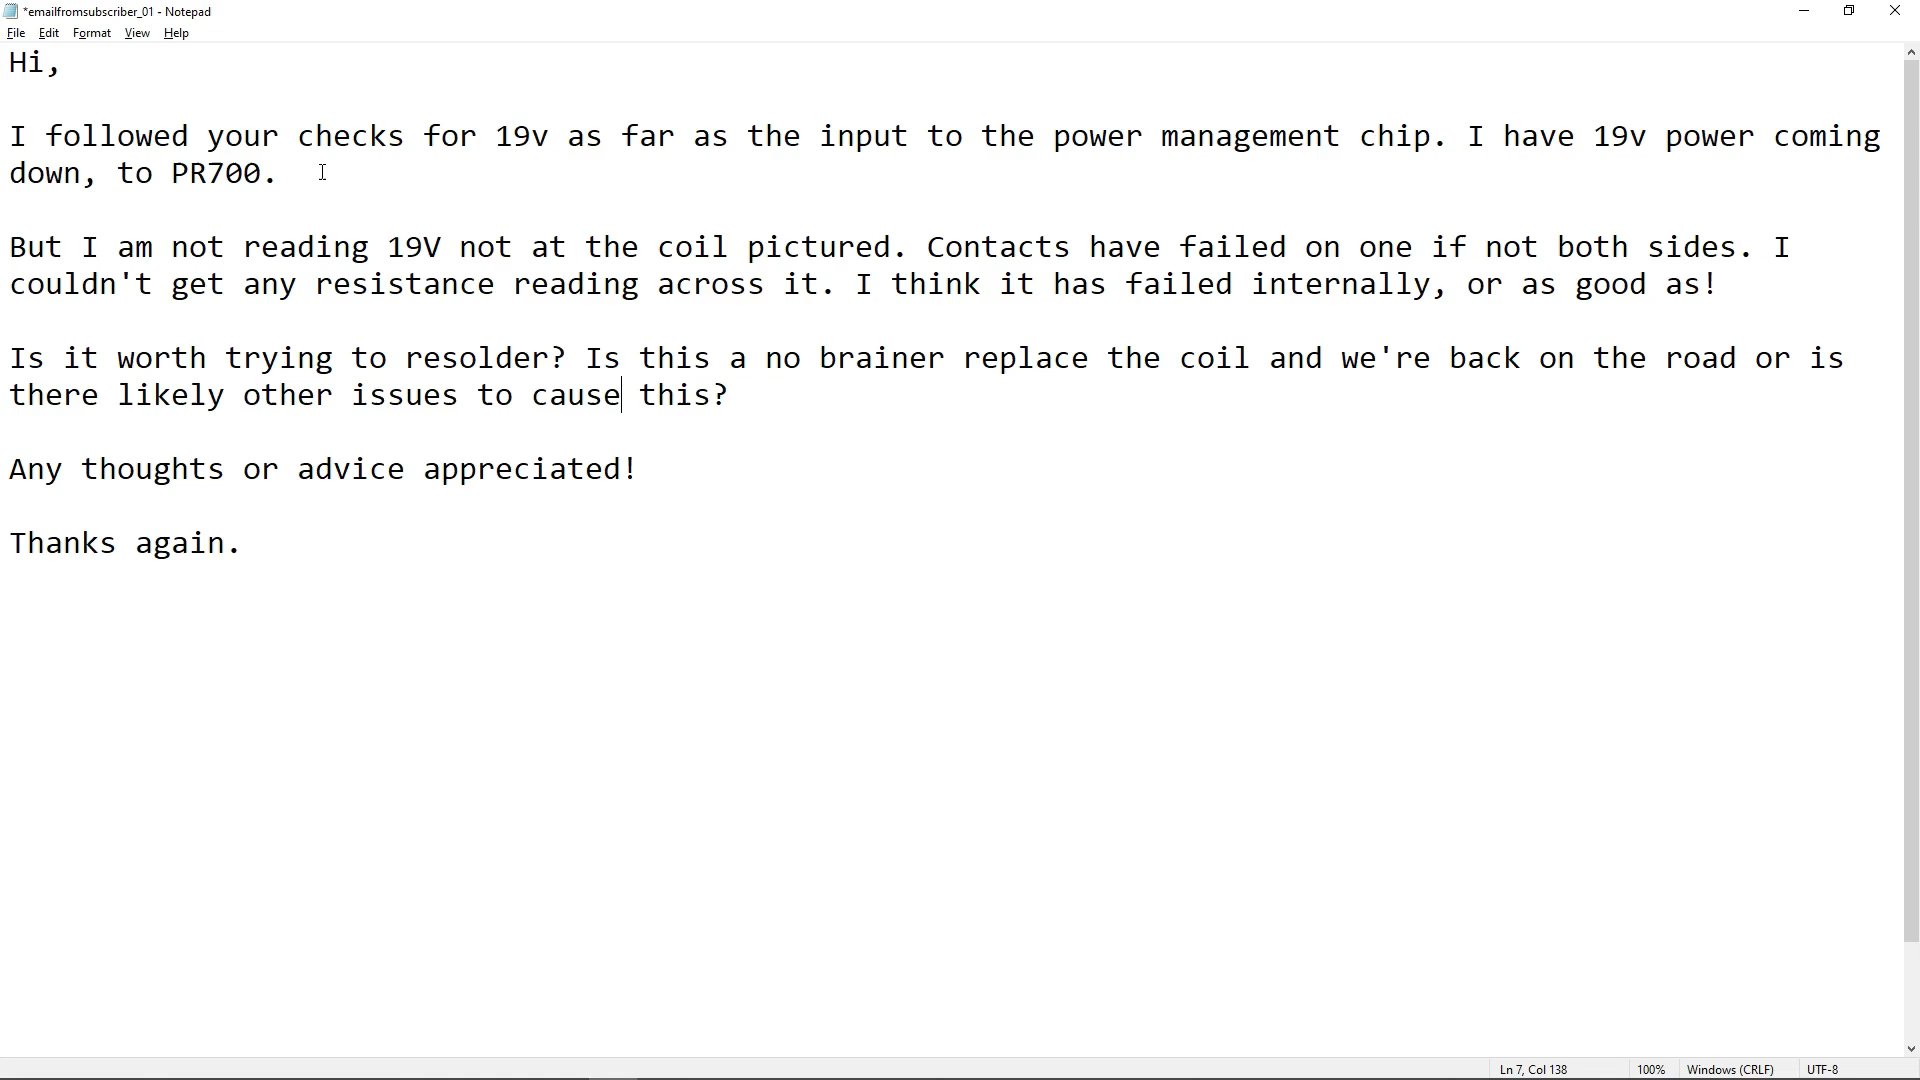 *emailfromsubscriber_01 - Notepad
File Edit Format View Help
Hi,
I followed your checks for 19v as far as the input to the power management chip. I have 19v power coming
down, to PR700.
But I am not reading 19V not at the coil pictured. Contacts have failed on one if not both sides. I
couldn't get any resistance reading across it. I think it has failed internally, or as good as!
Is it worth trying to resolder? Is this a no brainer replace the coil and we're back on the road or is
there likely other issues to cause this?
Any thoughts or advice appreciated!
Thanks again.
Ln 7, Col 138 100% Windows (CRLF) UTF-8